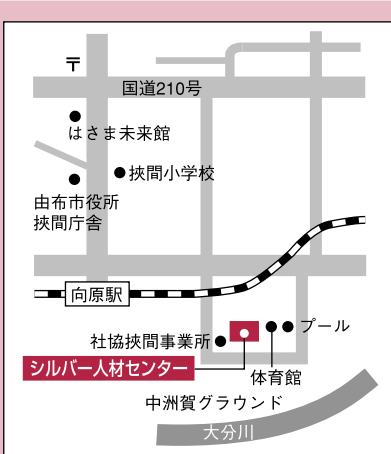 〒
国道210号
はさま未来館
挾間小学校
由布市役所
挾間庁舎
向原駅
プール
社協挾間事業所
シルバー人材センター
体育館
中洲賀グラウンド
大分川